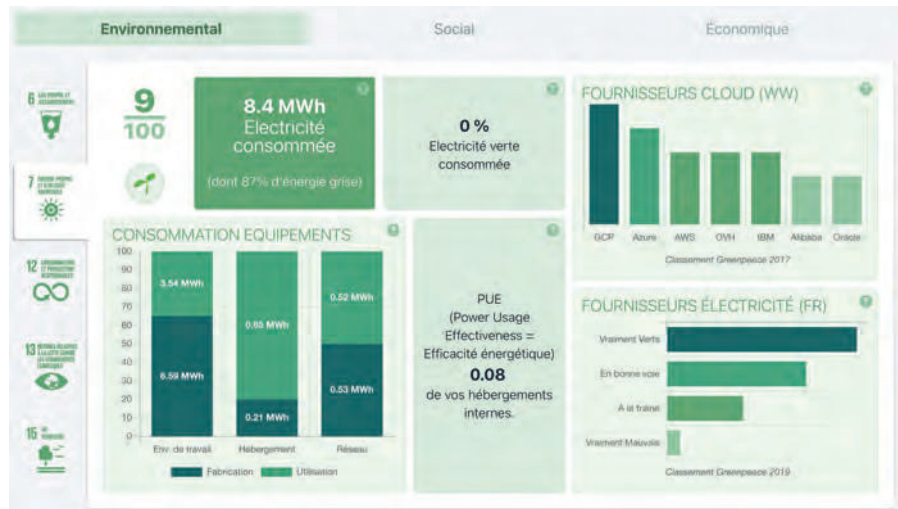 Environnemental
Social
Économique
6
7
12
13
15
9
100
8.4 MWh
Electricité
consommée
(dont 87% d'énergie grise)
0 %
Electricité verte
consommée
CONSOMMATION EQUIPEMENTS
100
90
80
70
60
50
40
30
20
10
0
3.54 MWh
6.59 MWh
0.21 MWh
0.52 MWh
0.53 MWh
Env. de travail
Hébergement
Réseau
Fabrication
Utilisation
PUE
(Power Usage
Effectiveness =
Efficacité énergétique)
0.08
de vos hébergements
internes.
FOURNISSEURS CLOUD (WW)
GCP
Azure
AWS
OVH
IBM
Alibaba
Oracle
Classement Greenpeace 2017
FOURNISSEURS ÉLECTRICITÉ (FR)
Vraiment Verts
En bonne voie
A la traine
Vraiment Mauvais
Classement Greenpeace 2019